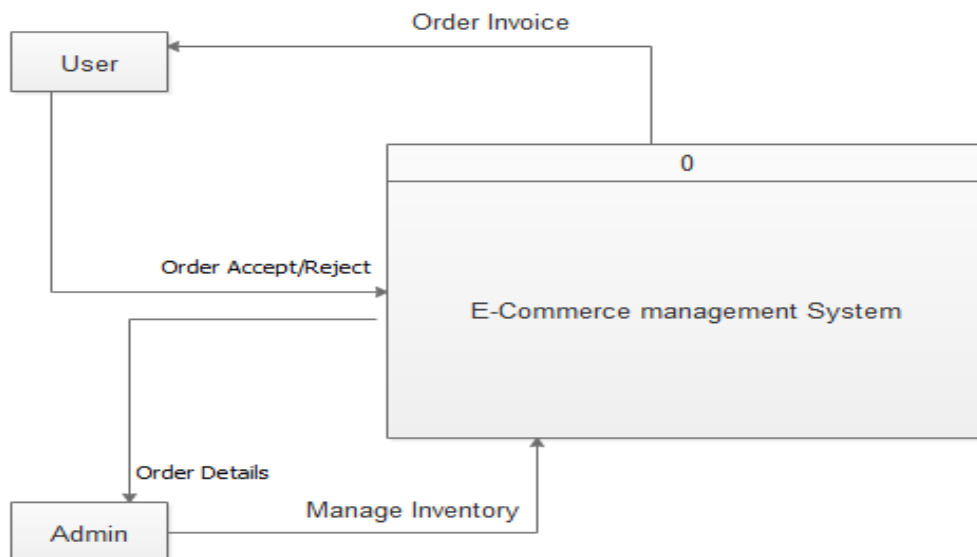 Order Invoice
User
0
Order Accept/Reject
E-Commerce management System
Order Details
Manage Inventory
Admin